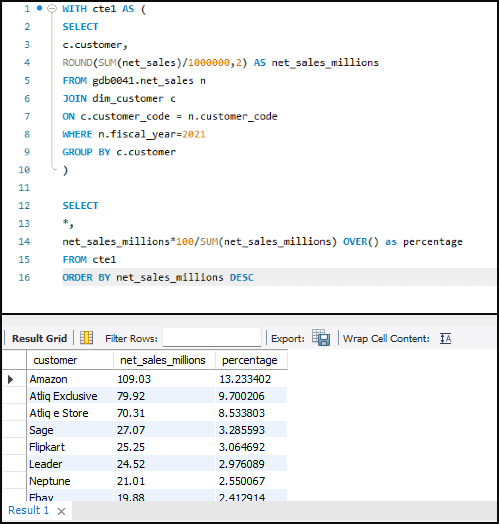 1 WITH cte1 AS (
2 SELECT
3 c.customer,
4 ROUND(SUM(net_sales)/1000000,2) AS net_sales_millions
5 FROM gdb0041.net_sales n
6 JOIN dim_customer c
7 ON c.customer_code = n.customer_code
8 WHERE n.fiscal_year=2021
9 GROUP BY c.customer
10 )
11
12 SELECT
13 *,
14 net_sales_millions*100/SUM(net_sales_millions) OVER() as percentage
15 FROM cte1
16 ORDER BY net_sales_millions DESC
Result Grid Filter Rows: Export: Wrap Cell Content:
customer net_sales_millions percentage
Amazon 109.03 13.233402
Atliq Exclusive 79.92 9.700206
Atliq e Store 70.31 8.533803
Sage 27.07 3.285593
Flipkart 25.25 3.064692
Leader 24.52 2.976089
Neptune 21.01 2.550067
Ebay 19.88 2.412914
Result 1